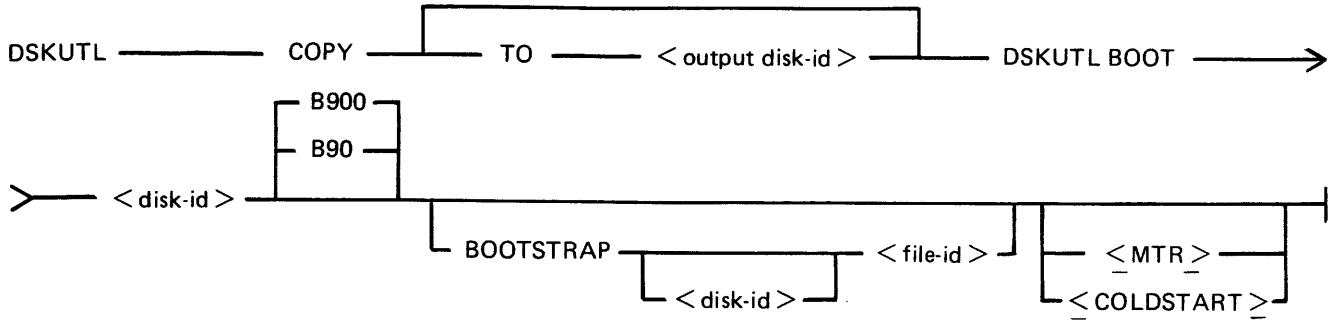 DSKUTL COPY TO <output disk-id> DSKUTL BOOT
B900
B90
<disk-id>
BOOTSTRAP <file-id> <MTR>
<disk-id> <COLDSTART>